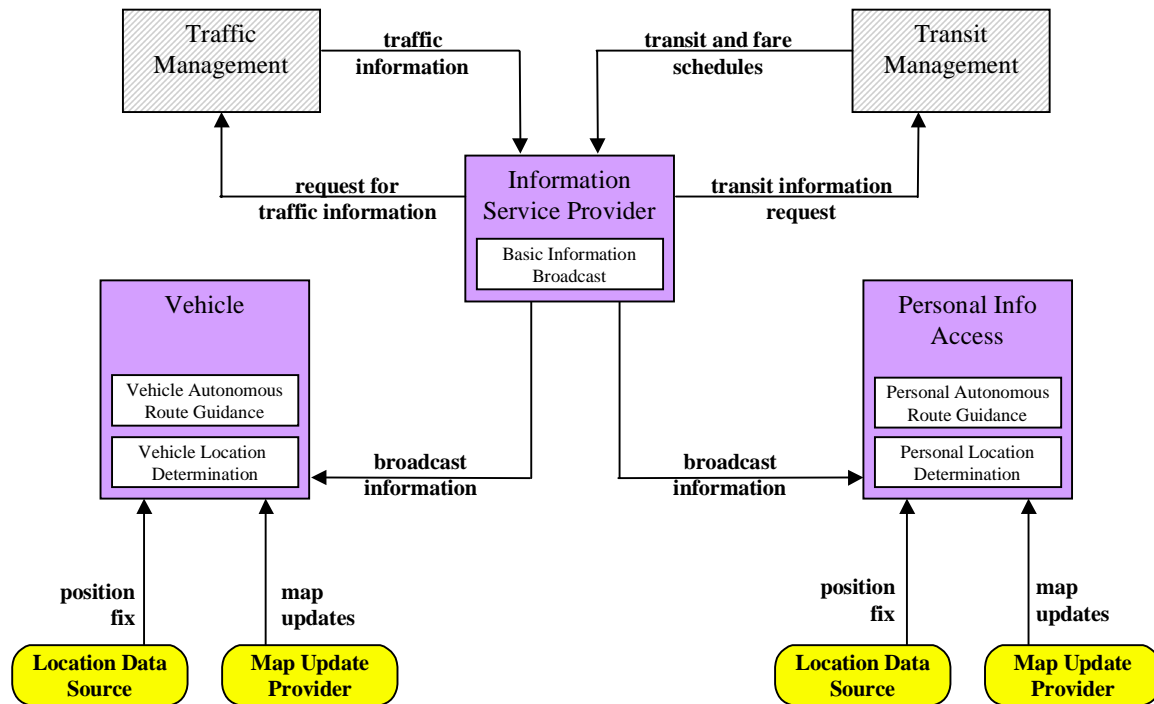 Traffic
Management
traffic
information
transit and fare
schedules
Transit
Management
request for
traffic information
Information
Service Provider
Basic Information
Broadcast
transit information
request
Vehicle
Vehicle Autonomous
Route Guidance
Vehicle Location
Determination
broadcast
information
broadcast
information
Personal Info
Access
Personal Autonomous
Route Guidance
Personal Location
Determination
position
fix
map
updates
position
fix
map
updates
Location Data
Source
Map Update
Provider
Location Data
Source
Map Update
Provider